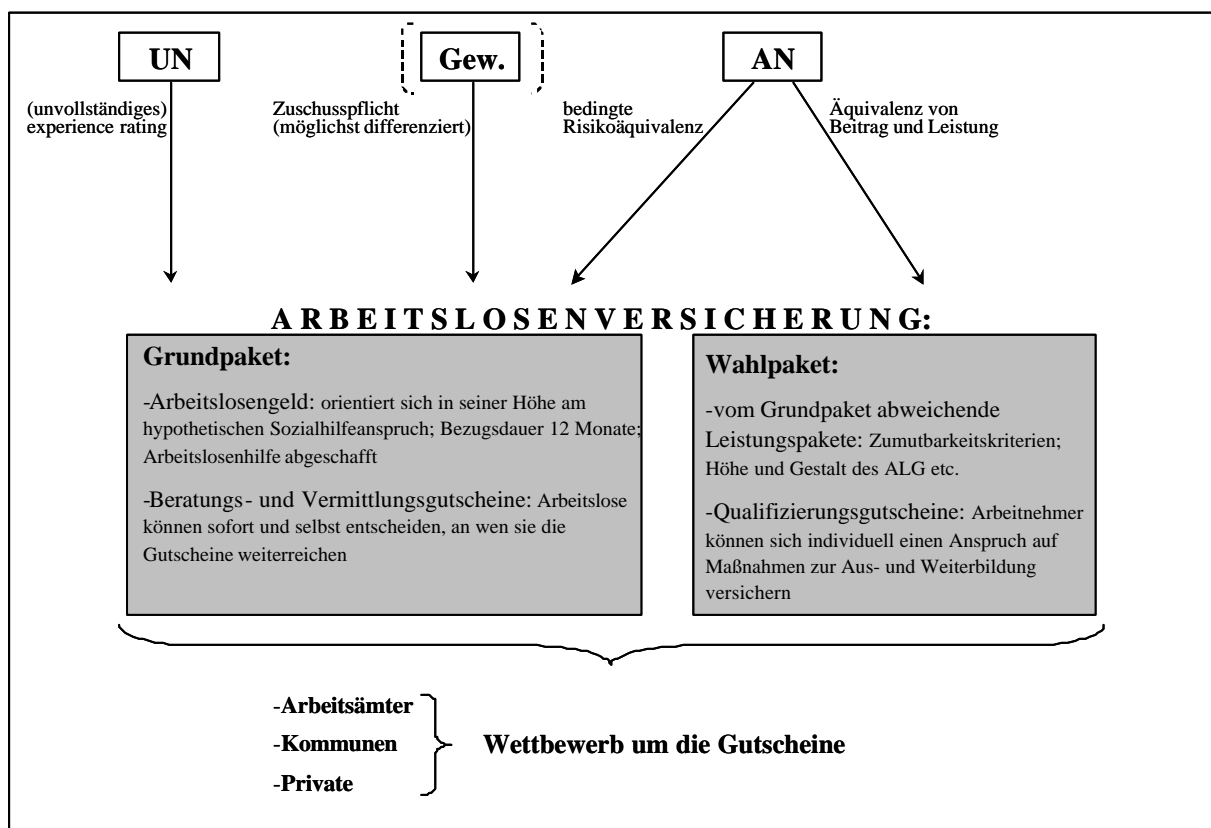 UN
Gew.
AN
(unvollständiges)
experience rating
Zuschusspflicht
(möglichst differenziert)
bedingte
Risikoäquivalenz
Äquivalenz von
Beitrag und Leistung
A R B E I T S L O S E N V E R S I C H E R U N G:
Grundpaket:
-Arbeitslosengeld: orientiert sich in seiner Höhe am
hypothetischen Sozialhilfeanspruch; Bezugsdauer 12 Monate;
Arbeitslosenhilfe abgeschafft
-Beratungs- und Vermittlungsgutscheine: Arbeitslose
können sofort und selbst entscheiden, an wen sie die
Gutscheine weiterreichen
Wahlpaket:
-vom Grundpaket abweichende
Leistungspakete: Zumutbarkeitskriterien;
Höhe und Gestalt des ALG etc.
-Qualifizierungsgutscheine: Arbeitnehmer
können sich individuell einen Anspruch auf
Maßnahmen zur Aus- und Weiterbildung
versichern
-Arbeitsämter
-Kommunen
-Private
Wettbewerb um die Gutscheine